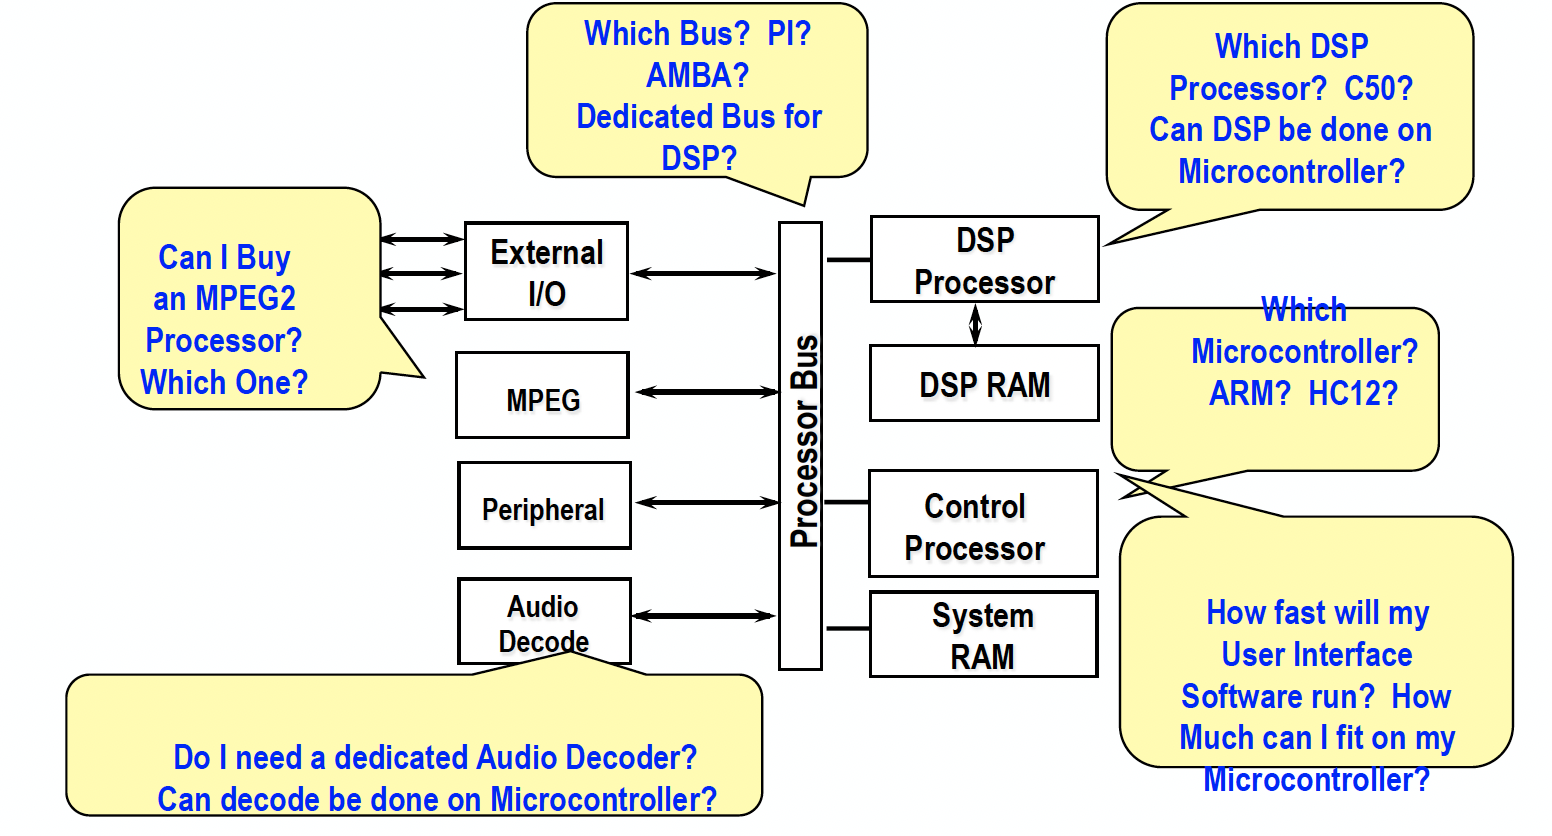 Which Bus? PI?
AMBA?
Dedicated Bus for
DSP?
Which DSP
Processor? C50?
Can DSP be done on
Microcontroller?
Can I Buy
an MPEG2
Processor?
Which One?
External
I/O
MPEG
Peripheral
Audio
Decode
Processor Bus
DSP
Processor
DSP RAM
Control
Processor
System
RAM
Which
Microcontroller?
ARM? HC12?
How fast will my
User Interface
Software run? How
Much can I fit on my
Microcontroller?
Do I need a dedicated Audio Decoder?
Can decode be done on Microcontroller?